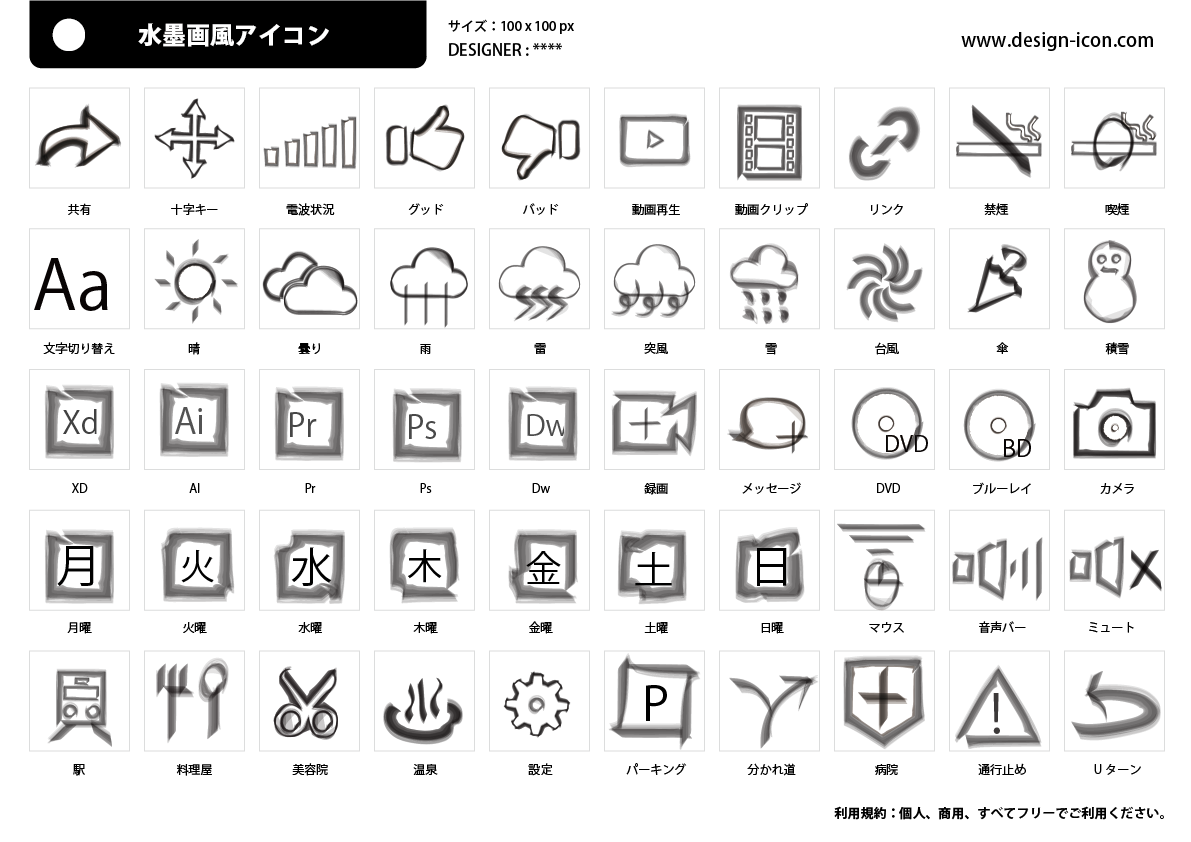 水墨画風アイコン
サイズ：100 x 100 px
DESIGNER : ****
www.design-icon.com
共有
十字キー
電波状況
グッド
バッド
動画再生
動画クリップ
リンク
禁煙
喫煙
Aa
文字切り替え
晴
曇り
雨
雷
突風
雪
台風
傘
積雪
Xd
Ai
Pr
Ps
Dw
DVD
BD
XD
AI
Pr
Ps
Dw
録画
メッセージ
DVD
ブルーレイ
カメラ
月
火
水
木
金
土
日
月曜
火曜
水曜
木曜
金曜
土曜
日曜
マウス
音声バー
ミュート
P
!
駅
料理屋
美容院
温泉
設定
パーキング
分かれ道
病院
通行止め
Uターン
利用規約：個人、商用、すべてフリーでご利用ください。